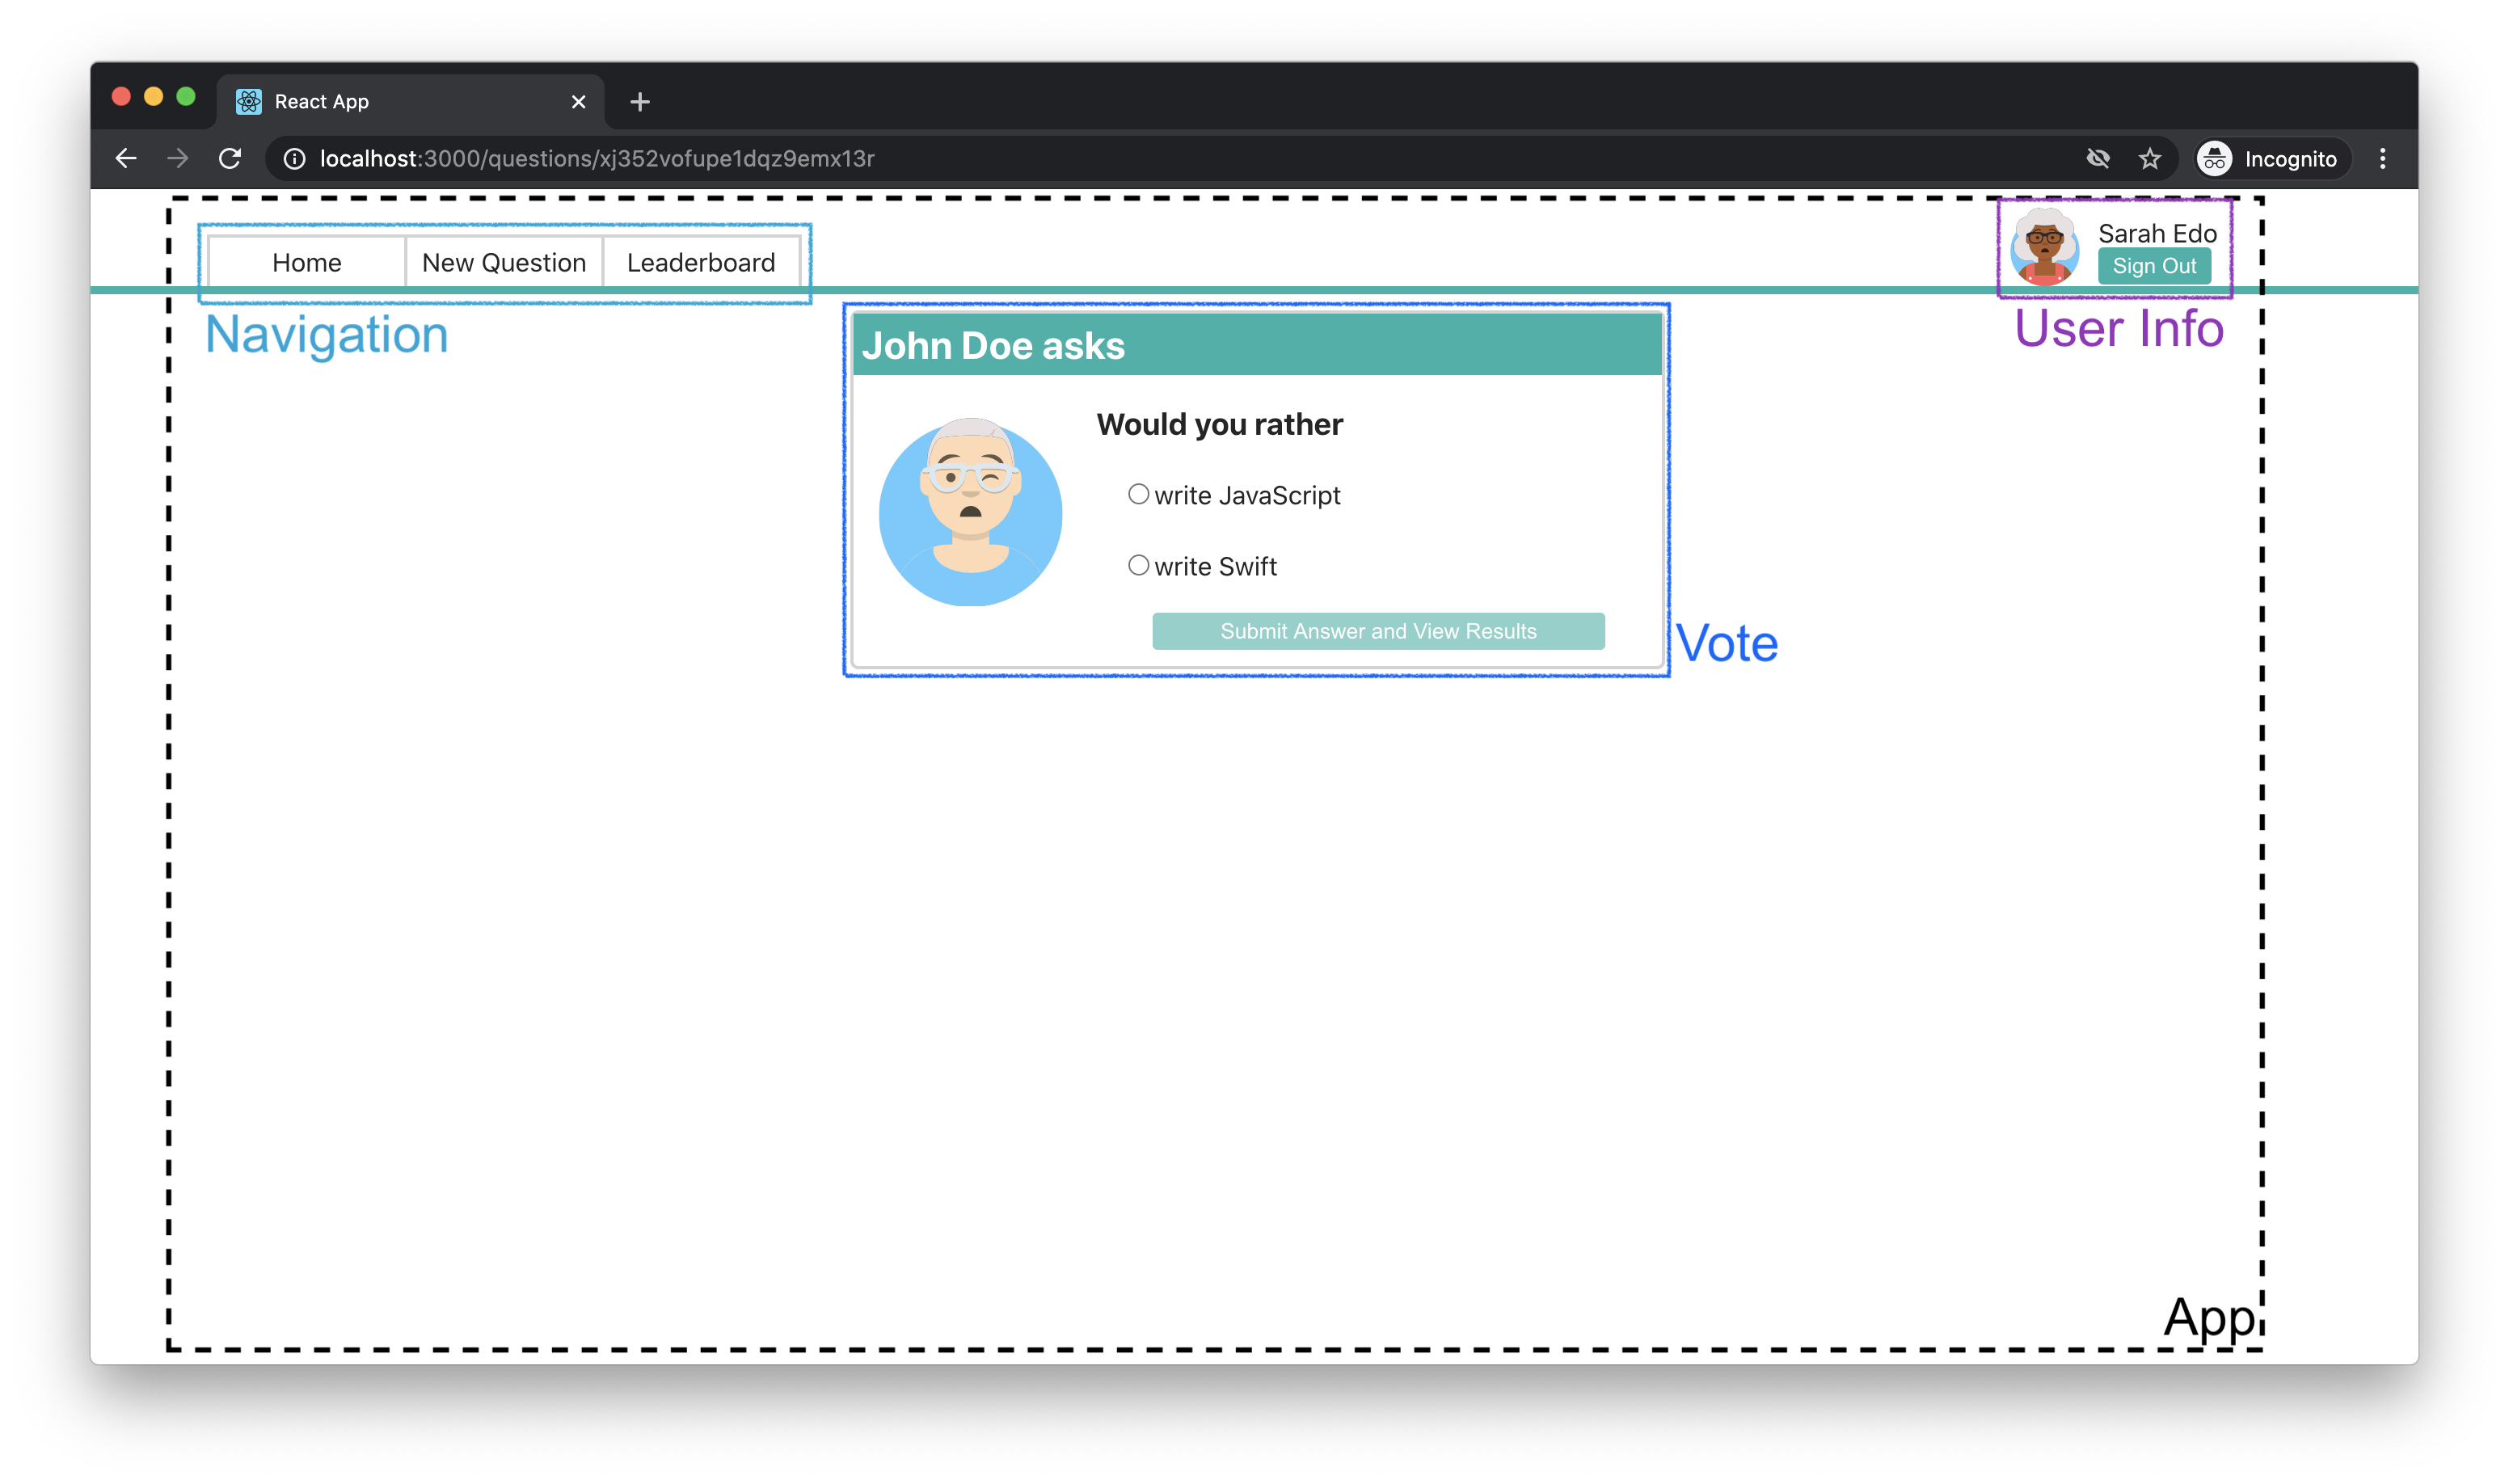 React App
localhost:3000/questions/xj352vofupe1dqz9emx13r
Incognito
Home
New Question
Leaderboard
Sarah Edo
Sign Out
Navigation
User Info
John Doe asks
Would you rather
write JavaScript
write Swift
Submit Answer and View Results
Vote
App